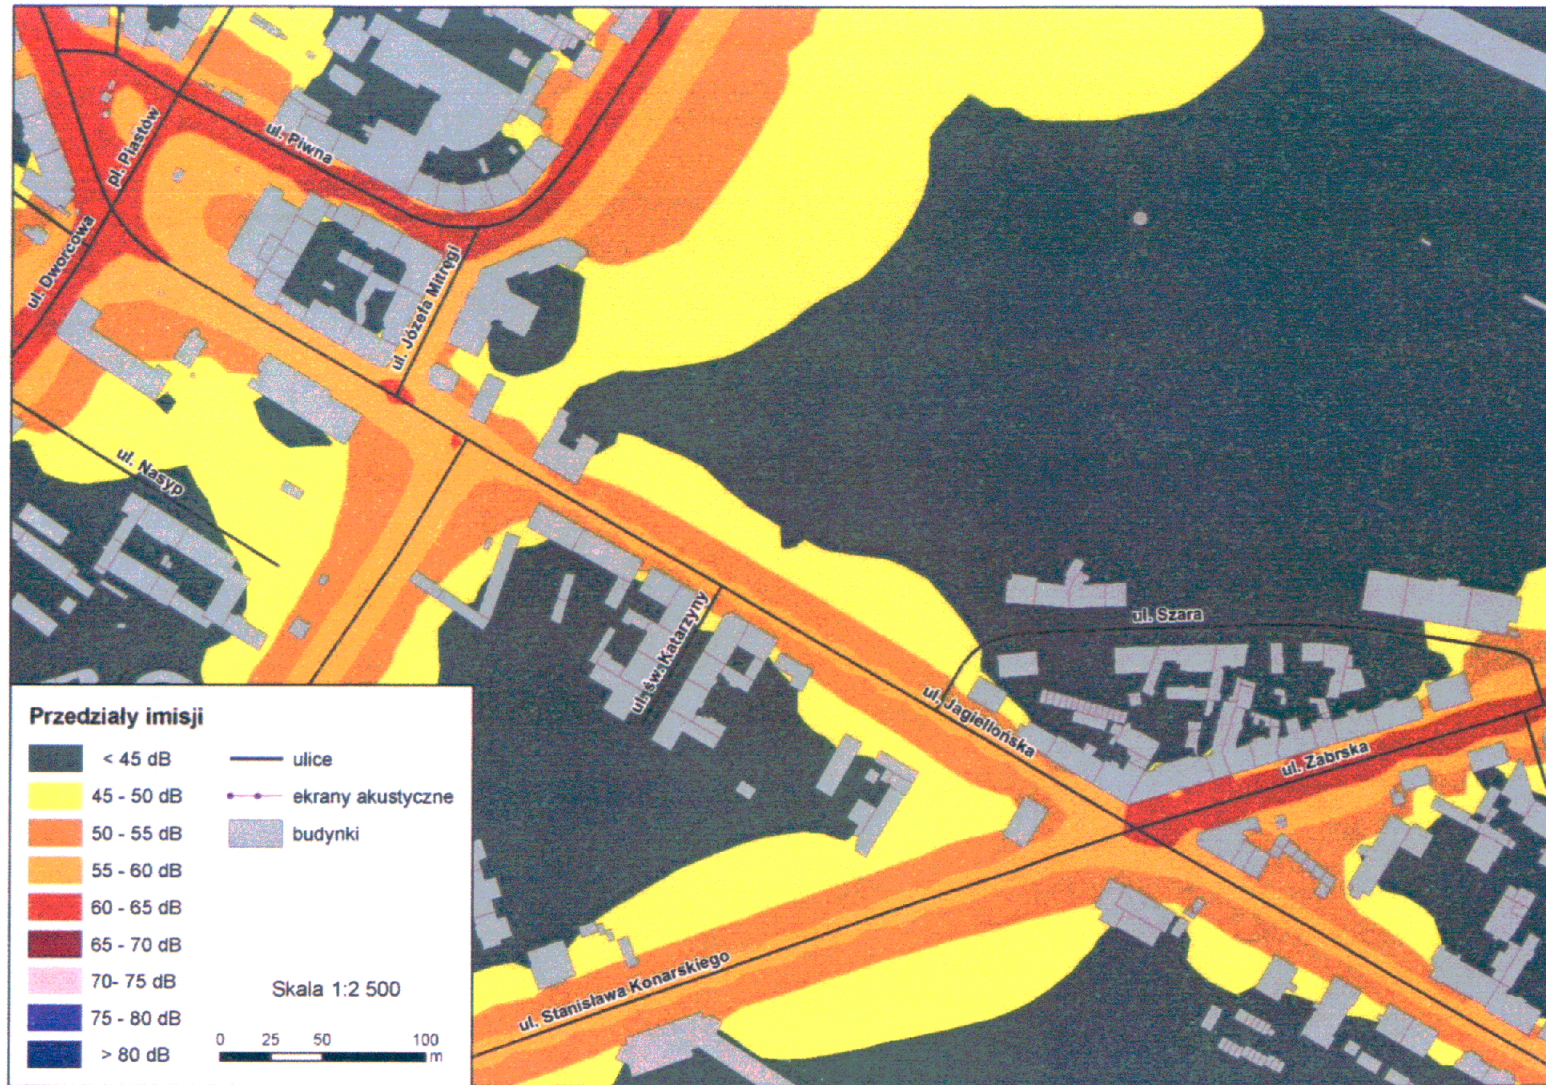 ul. Piwna
pl. Piastów
ul. Dworcowa
ul. Józefa Mitręgi
ul. Nasyp
ul. św.Katarzyny
ul. Szara
ul. Jagiellońska
ul. Zabrska
ul. Stanisława Konarskiego
Przedziały imisji
< 45 dB
45 - 50 dB
50 - 55 dB
55 - 60 dB
60 - 65 dB
65 - 70 dB
70- 75 dB
75 - 80 dB
> 80 dB
ulice
ekrany akustyczne
budynki
Skala 1:2 500
0 25 50 100
m